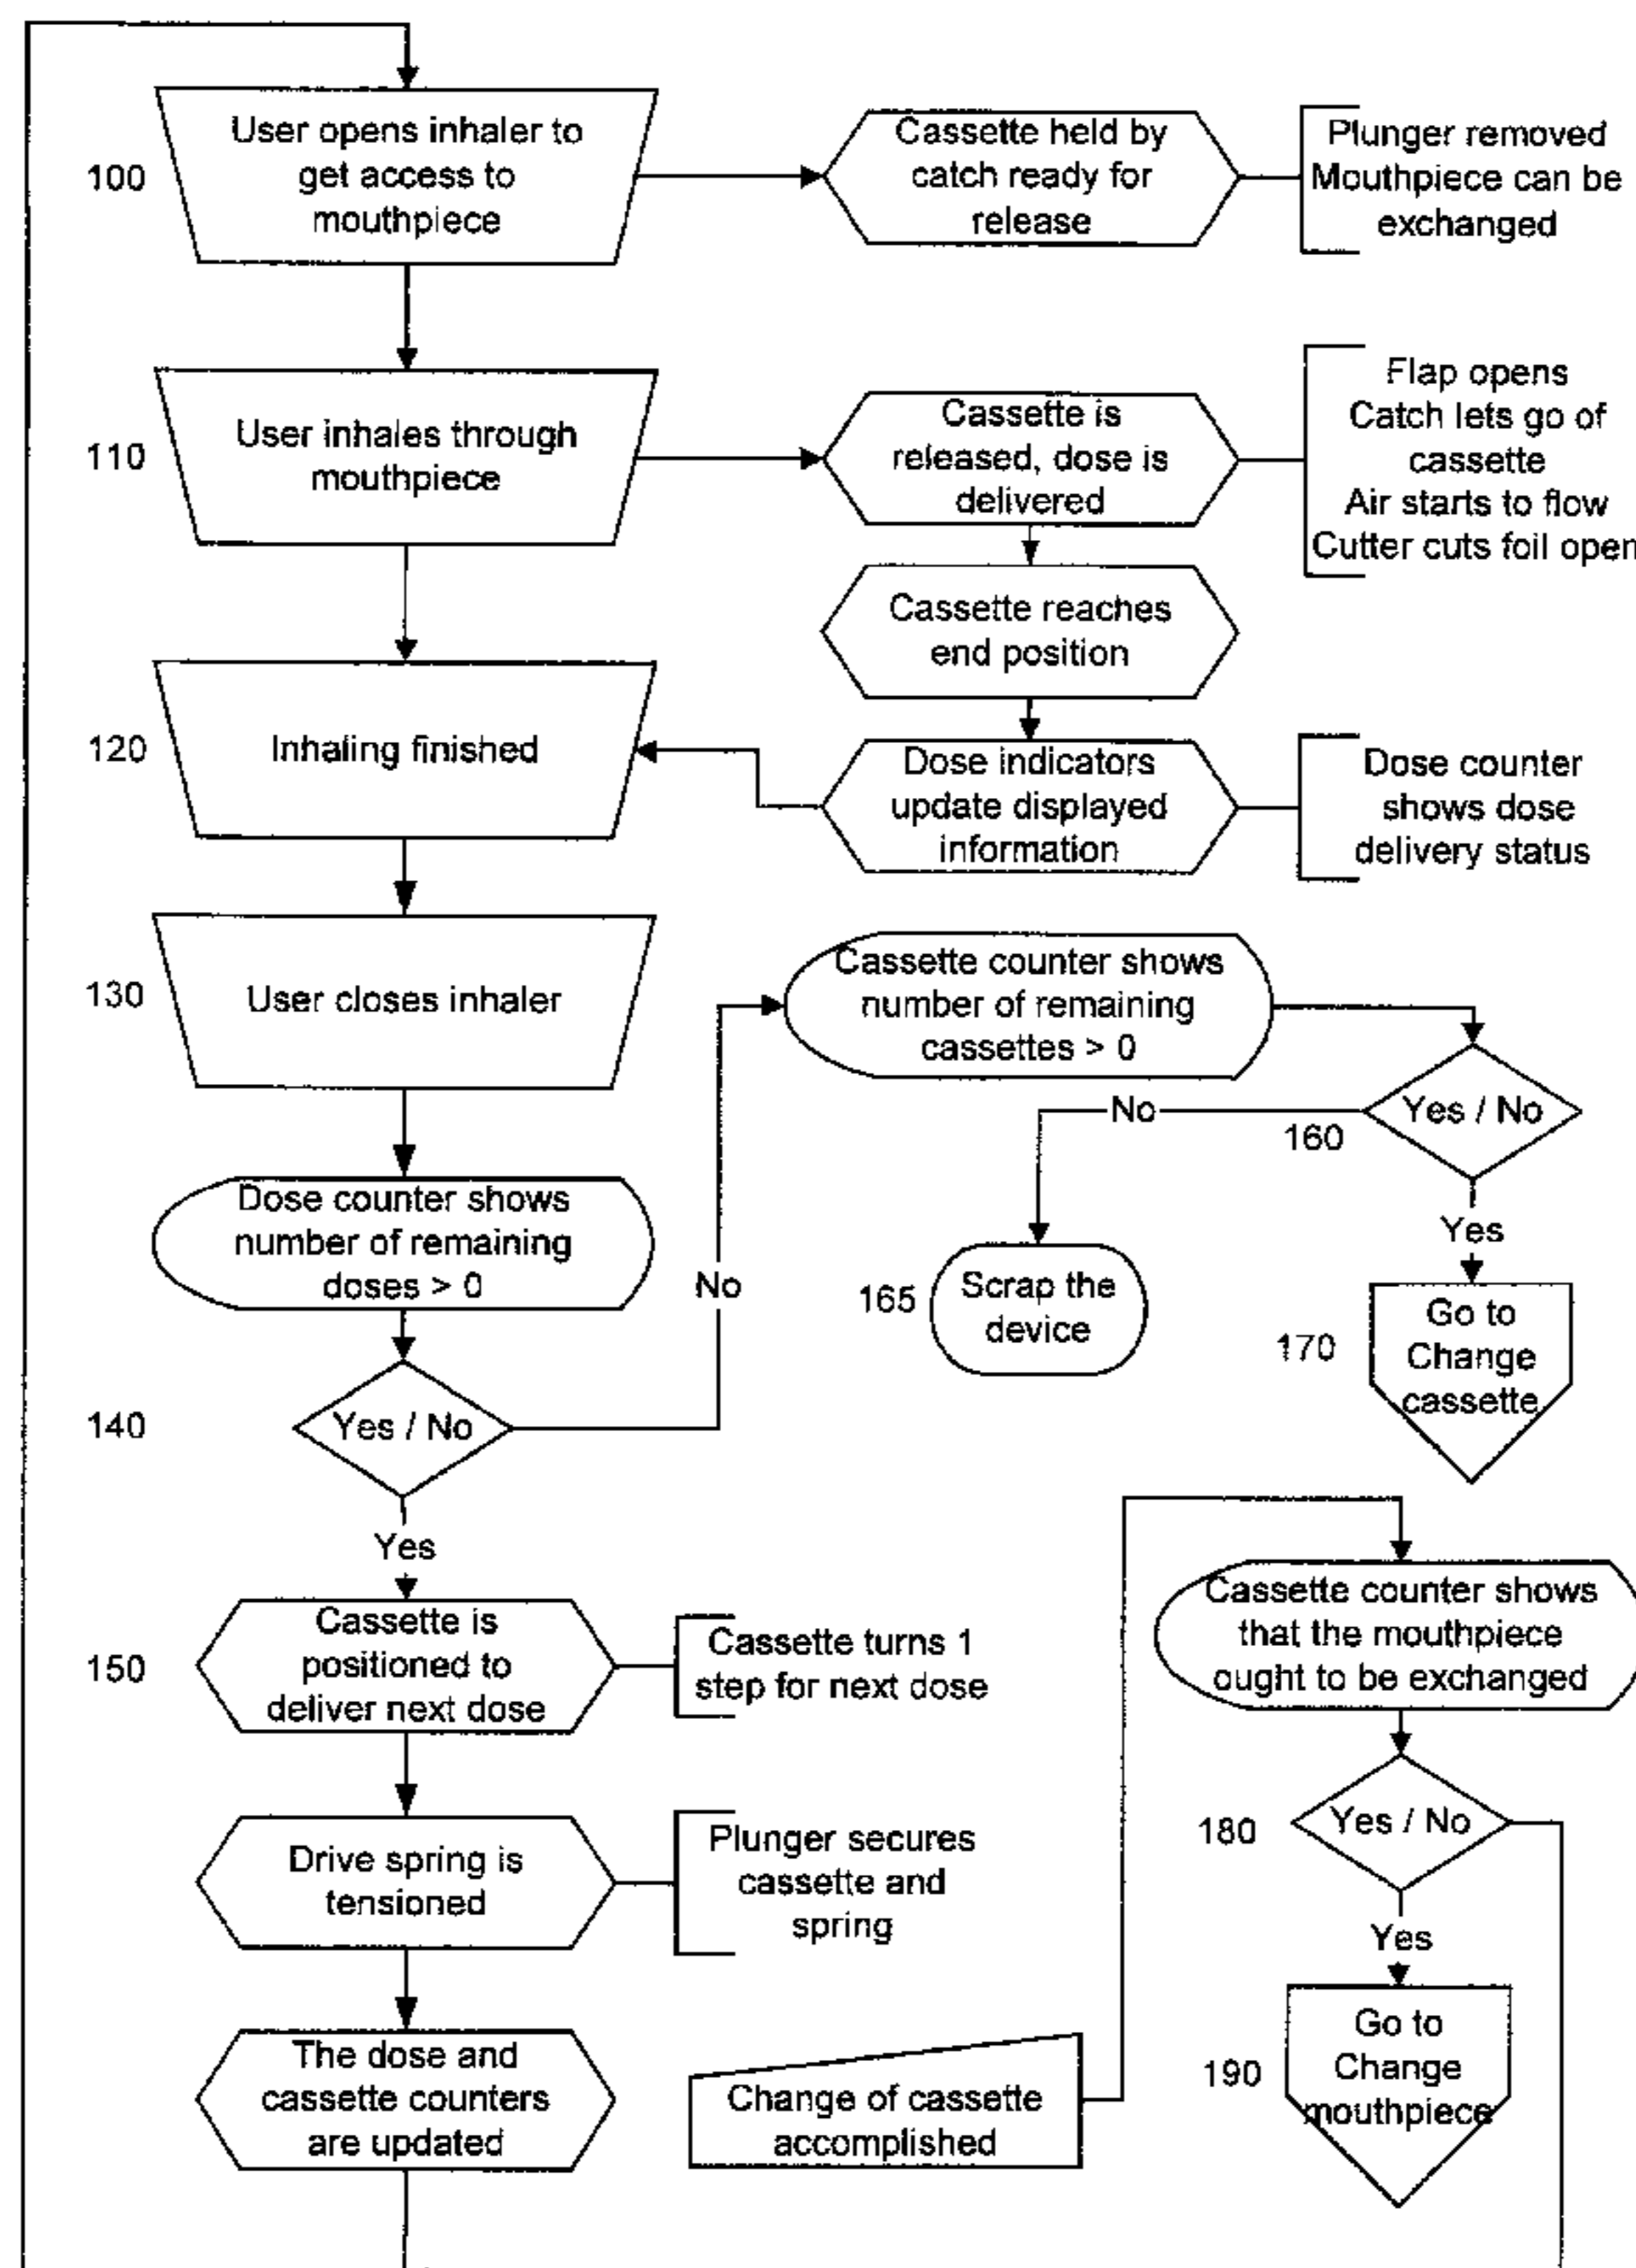 100
User opens inhaler to
get access to
mouthpiece
Cassette held by
catch ready for
release
Plunger removed
Mouthpiece can be
exchanged
110
User inhales through
mouthpiece
Cassette is
released, dose is
delivered
Flap opens
Catch lets go of
cassette
Air starts to flow
Cutter cuts foil open
Cassette reaches
end position
120
Inhaling finished
Dose indicators
update displayed
information
Dose counter
shows dose
delivery status
130
User closes inhaler
Cassette counter shows
number of remaining
cassettes > 0
Yes / No
No
160
Yes
Dose counter shows
number of remaining
doses > 0
No
165
Scrap the
device
170
Go to
Change
cassette
140
Yes / No
Yes
150
Cassette is
positioned to
deliver next dose
Cassette turns 1
step for next dose
Cassette counter shows
that the mouthpiece
ought to be exchanged
180
Yes / No
Yes
Drive spring is
tensioned
Plunger secures
cassette and
spring
The dose and
cassette counters
are updated
Change of cassette
accomplished
190
Go to
Change
mouthpiece